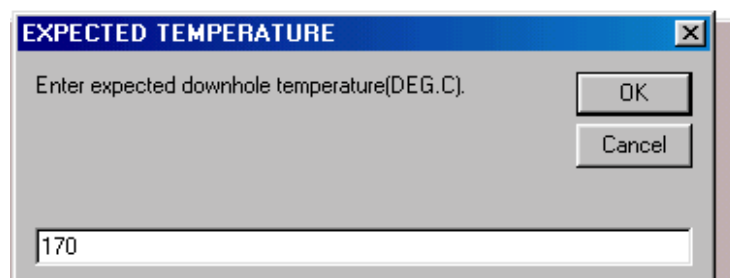 EXPECTED TEMPERATURE
Enter expected downhole temperature(DEG.C).
OK
Cancel
170